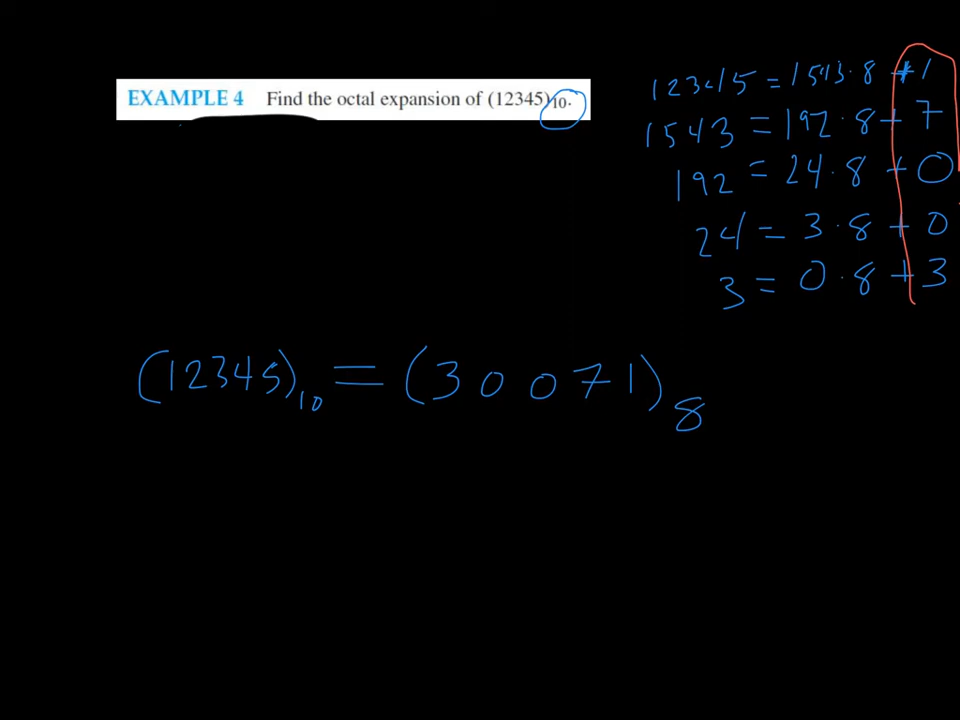 EXAMPLE 4 Find the octal expansion of (12345)10.
12345 = 1543·8 + 1
1543 = 192·8 + 7
192 = 24·8 + 0
24 = 3·8 + 0
3 = 0·8 + 3
(12345)10 = (30071)8